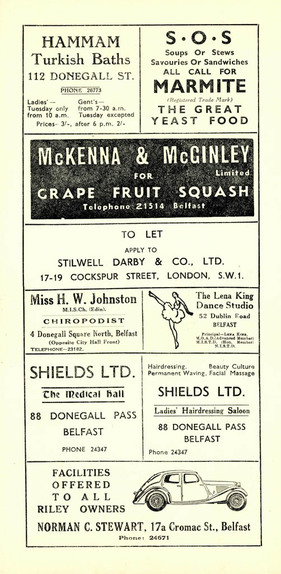 HAMMAM
Turkish Baths
112 DONEGALL ST.
PHONE 26773
Ladies'— Gent's—
Tuesday only from 7-30 a.m.
from 10 a.m. Tuesday excepted
Prices- 3/-, after 6 p.m. 2/-
S·O·S
Soups Or Stews
Savouries Or Sandwiches
ALL CALL FOR
MARMITE
(Registered Trade Mark)
THE GREAT
YEAST FOOD
McKENNA & McGINLEY
Limited
FOR
GRAPE FRUIT SQUASH
Telephone 21514 Belfast
TO LET
APPLY TO
STILWELL DARBY & CO., LTD.
17-19 COCKSPUR STREET, LONDON, S.W.1.
Miss H. W. Johnston
M.I.S.Ch. (Edin).
CHIROPODIST
4 Donegall Square North, Belfast
(Opposite City Hall Front)
TELEPHONE—23162.
The Lena King
Dance Studio
52 Dublin Road
BELFAST
Principal—Lena King,
SHIELDS LTD.
The Medical Hall
88 DONEGALL PASS
BELFAST
PHONE 24347
Hairdressing. Beauty Culture
Permanent Waving, Facial Massage
SHIELDS LTD.
Ladies' Hairdressing Saloon
88 DONEGALL PASS
BELFAST
Phone 24347
FACILITIES
OFFERED
TO ALL
RILEY OWNERS
NORMAN C. STEWART, 17a Cromac St., Belfast
Phone: 24671